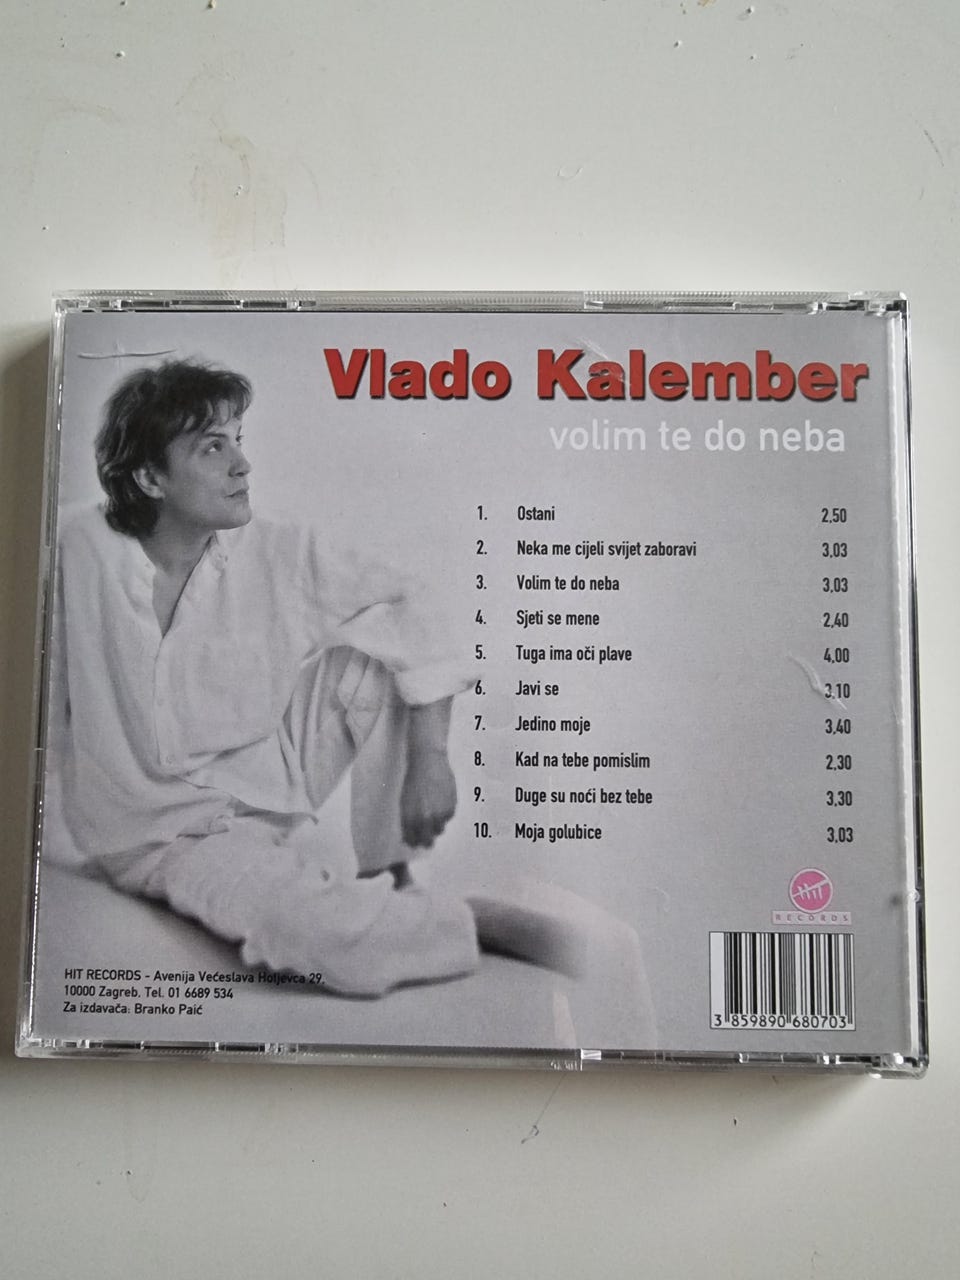 Vlado Kalember
volim te do neba
1. Ostani 2,50
2. Neka me cijeli svijet zaboravi 3,03
3. Volim te do neba 3,03
4. Sjeti se mene 2,40
5. Tuga ima oči plave 4,00
6. Javi se 3,10
7. Jedino moje 3,40
8. Kad na tebe pomislim 2,30
9. Duge su noći bez tebe 3,30
10. Moja golubice 3,03
HIT
RECORDS
HIT RECORDS - Avenija Većeslava Holjevca 29,
10000 Zagreb, Tel. 01 6689 534
Za izdavača: Branko Paić
3 859890 680703